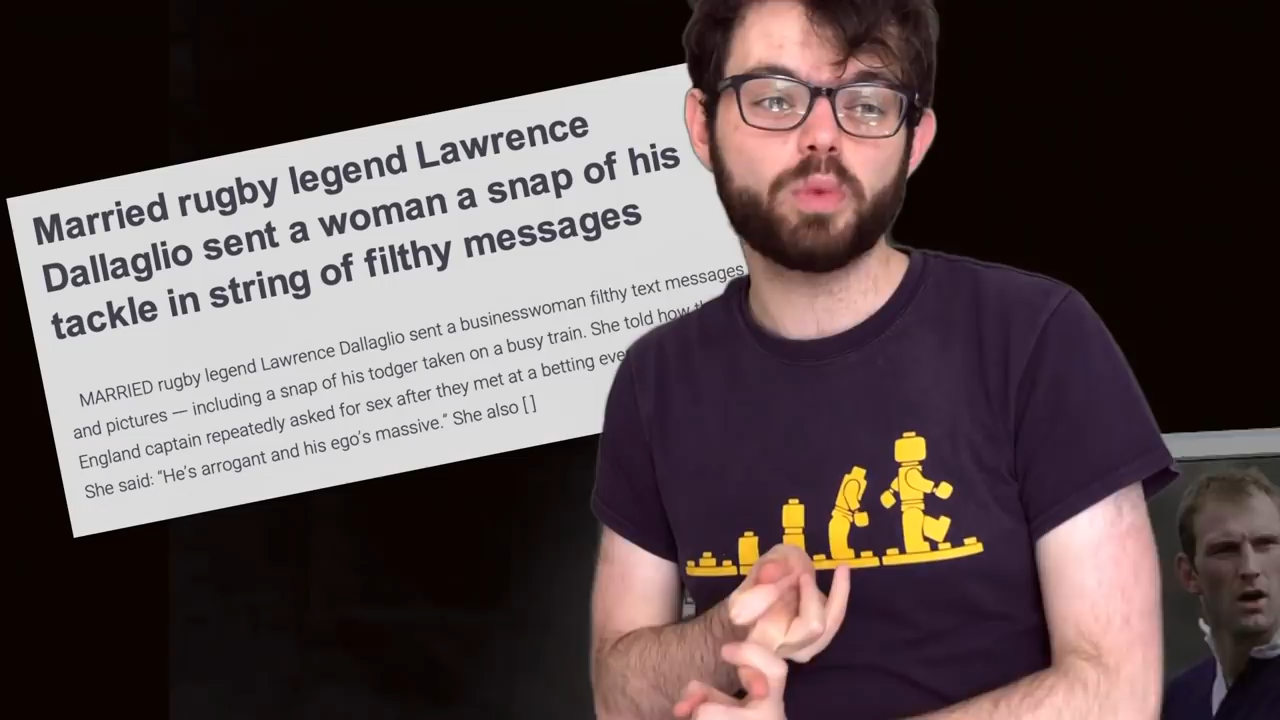 Married rugby legend Lawrence
Dallaglio sent a woman a snap of his
tackle in string of filthy messages
MARRIED rugby legend Lawrence Dallaglio sent a businesswoman filthy text messages
and pictures — including a snap of his todger taken on a busy train. She told how
England captain repeatedly asked for sex after they met at a betting
She said: “He’s arrogant and his ego’s massive.” She also [ ]